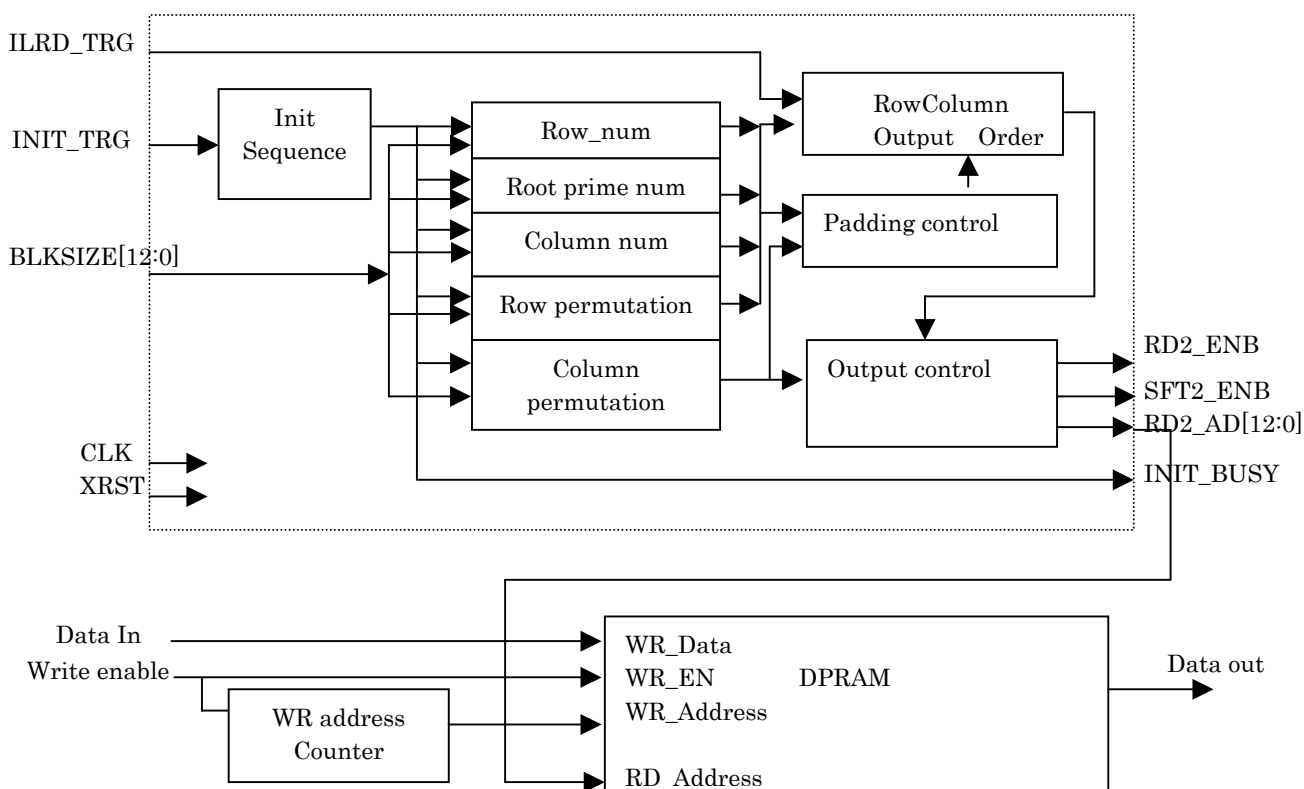 ILRD_TRG
INIT_TRG
BLKSIZE[12:0]
CLK
XRST
Init
Sequence
Row_num
Root prime num
Column num
Row permutation
Column
permutation
RowColumn
Output Order
Padding control
Output control
RD2_ENB
SFT2_ENB
RD2_AD[12:0]
INIT_BUSY
Data In
Write enable
WR address
Counter
WR_Data
WR_EN DPRAM
WR_Address
RD_Address
Data out